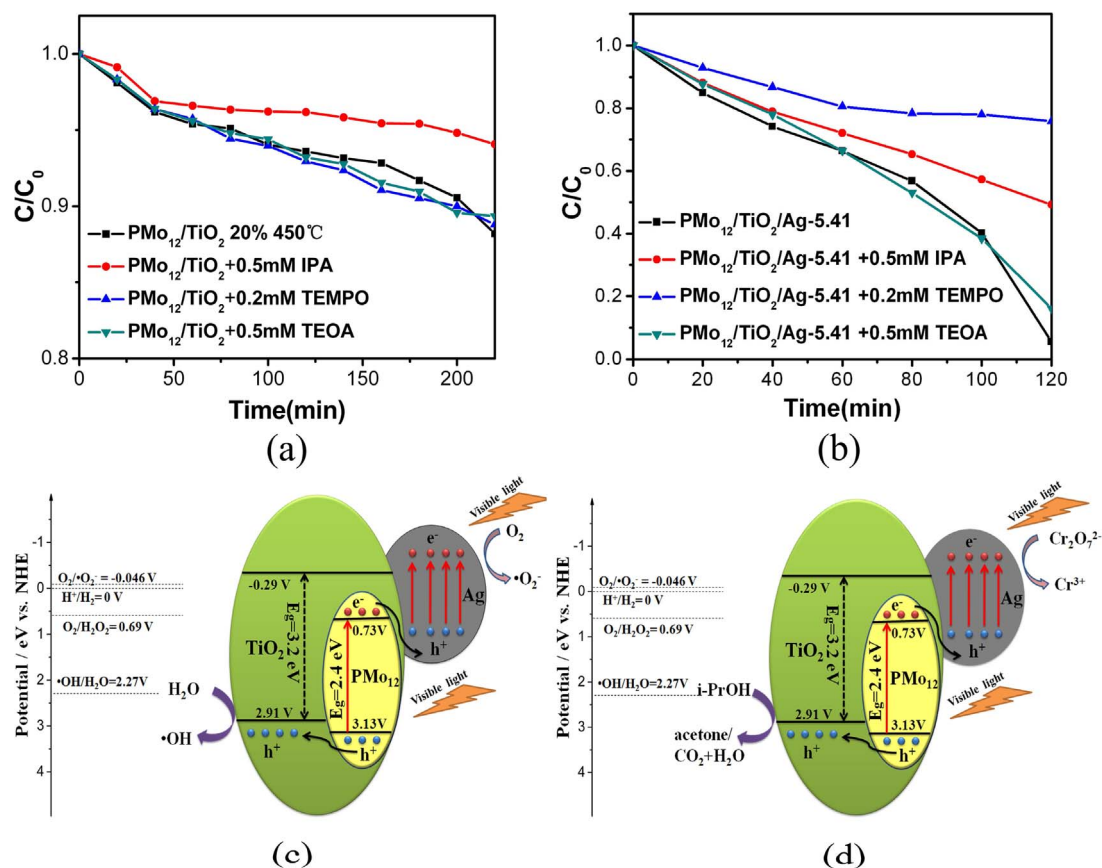 1.0
0.9
0.8
C/C₀
PMo₁₂/TiO₂ 20% 450℃
PMo₁₂/TiO₂+0.5mM IPA
PMo₁₂/TiO₂+0.2mM TEMPO
PMo₁₂/TiO₂+0.5mM TEOA
0 50 100 150 200
Time(min)
(a)
1.0
0.8
0.6
0.4
0.2
0.0
C/C₀
PMo₁₂/TiO₂/Ag-5.41
PMo₁₂/TiO₂/Ag-5.41 +0.5mM IPA
PMo₁₂/TiO₂/Ag-5.41 +0.2mM TEMPO
PMo₁₂/TiO₂/Ag-5.41 +0.5mM TEOA
0 20 40 60 80 100 120
Time(min)
(b)
Potential / eV vs. NHE
-1
0
1
2
3
4
O₂/•O₂⁻ = -0.046 V
H⁺/H₂= 0 V
O₂/H₂O₂= 0.69 V
•OH/H₂O=2.27V
H₂O
•OH
-0.29 V
TiO₂
Eg=3.2 eV
2.91 V
h⁺
e⁻
0.73V
Eg=2.4 eV
PMo₁₂
3.13V
h⁺
e⁻
Ag
h⁺
Visible light
O₂
•O₂⁻
Visible light
(c)
Potential / eV vs. NHE
-1
0
1
2
3
4
O₂/•O₂⁻ = -0.046 V
H⁺/H₂= 0 V
O₂/H₂O₂= 0.69 V
•OH/H₂O=2.27V
i-PrOH
acetone/
CO₂+H₂O
-0.29 V
TiO₂
Eg=3.2 eV
2.91 V
h⁺
e⁻
0.73V
Eg=2.4 eV
PMo₁₂
3.13V
h⁺
e⁻
Ag
h⁺
Visible light
Cr₂O₇²⁻
Cr³⁺
Visible light
(d)